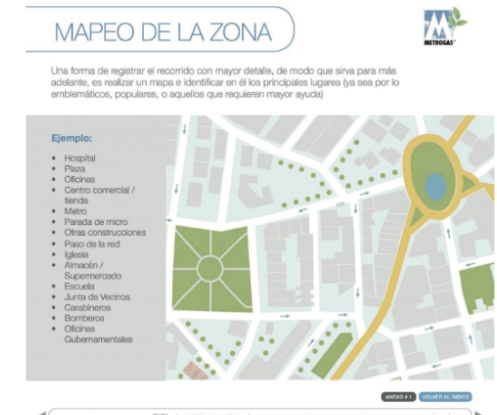 MAPEO DE LA ZONA
METROGAS
Una forma de registrar el recorrido con mayor detalle, de modo que sirva para más
adelante, es realizar un mapa e identificar en él los principales lugares (ya sea por lo
emblemáticos, populares, o aquellos que requieren mayor ayuda)
Ejemplo:
• Hospital
• Plaza
• Oficinas
• Centro comercial /
tienda
• Metro
• Parada de micro
• Otras construcciones
• Paso de la red
• Iglesia
• Almacén /
Supermercado
• Escuela
• Junta de Vecinos
• Carabineros
• Bomberos
• Oficinas
Gubernamentales
ANEXO # 1
VOLVER AL INDICE